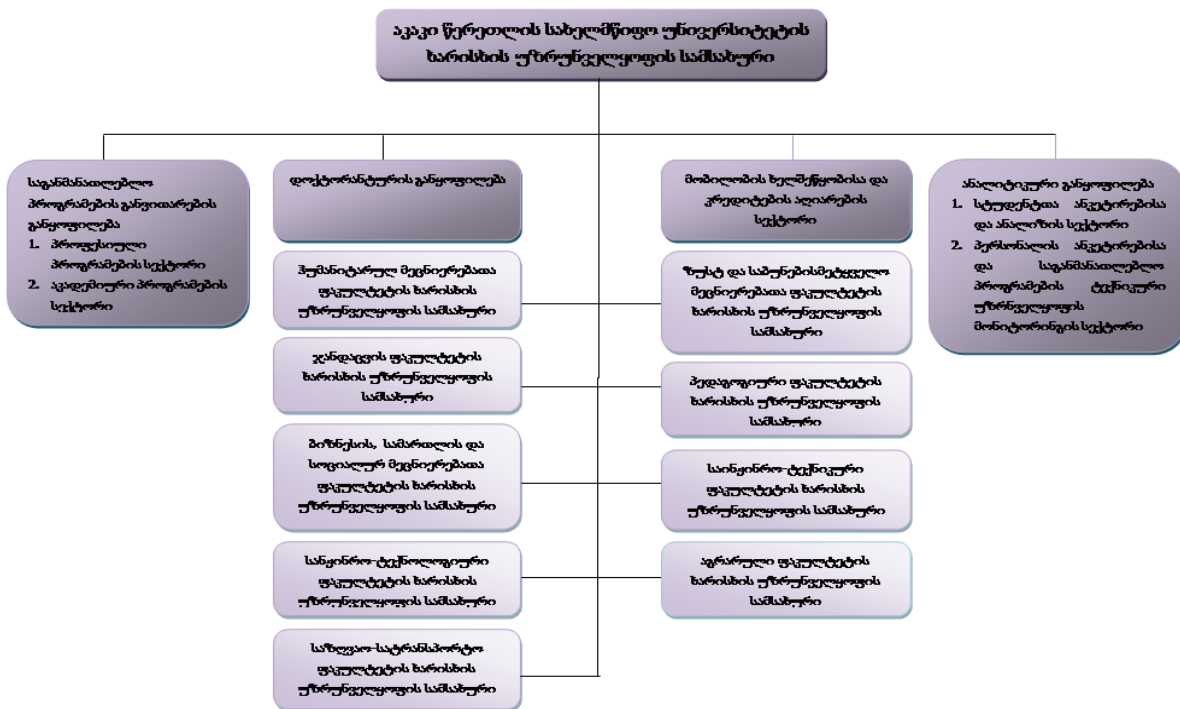 აკაკი წერეთლის სახელმწიფო უნივერსიტეტის
ხარისხის უზრუნველყოფის სამსახური
საგანმანათლებლო
პროგრამების განვითარების
განყოფილება
1. პროფესიული
პროგრამების სექტორი
2. აკადემიური პროგრამების
სექტორი
დოქტორანტურის განყოფილება
მობილობის ხელშეწყობისა და
კრედიტების აღიარების
სექტორი
ანალიტიკური განყოფილება
1. სტუდენტთა ანკეტირებისა
და ანალიზის სექტორი
2. პერსონალის ანკეტირებისა
და საგანმანათლებლო
პროგრამების ტექნიკური
უზრნველყოფის
მონიტორინგის სექტორი
ჰუმანიტარულ მეცნიერებათა
ფაკულტეტის ხარისხის
უზრუნველყოფის სამსახური
ზუსტ და საბუნებისმეტყველო
მეცნიერებათა ფაკულტეტის
ხარისხის უზრუნველყოფის
სამსახური
ჯანდაცვის ფაკულტეტის
ხარისხის უზრუნველყოფის
სამსახური
პედაგოგიური ფაკულტეტის
ხარისხის უზრუნველყოფის
სამსახური
ბიზნესის, სამართლის და
სოციალურ მეცნიერებათა
ფაკულტეტის ხარისხის
უზრუნველყოფის სამსახური
საინჟინრო-ტექნიკური
ფაკულტეტის ხარისხის
უზრუნველყოფის სამსახური
სანჟინრო-ტექნოლოგიური
ფაკულტეტის ხარისხის
უზრუნველყოფის სამსახური
აგრარული ფაკულტეტის
ხარისხის უზრუნველყოფის
სამსახური
საზღვაო-სატრანსპორტო
ფაკულტეტის ხარისხის
უზრუნველყოფის სამსახური